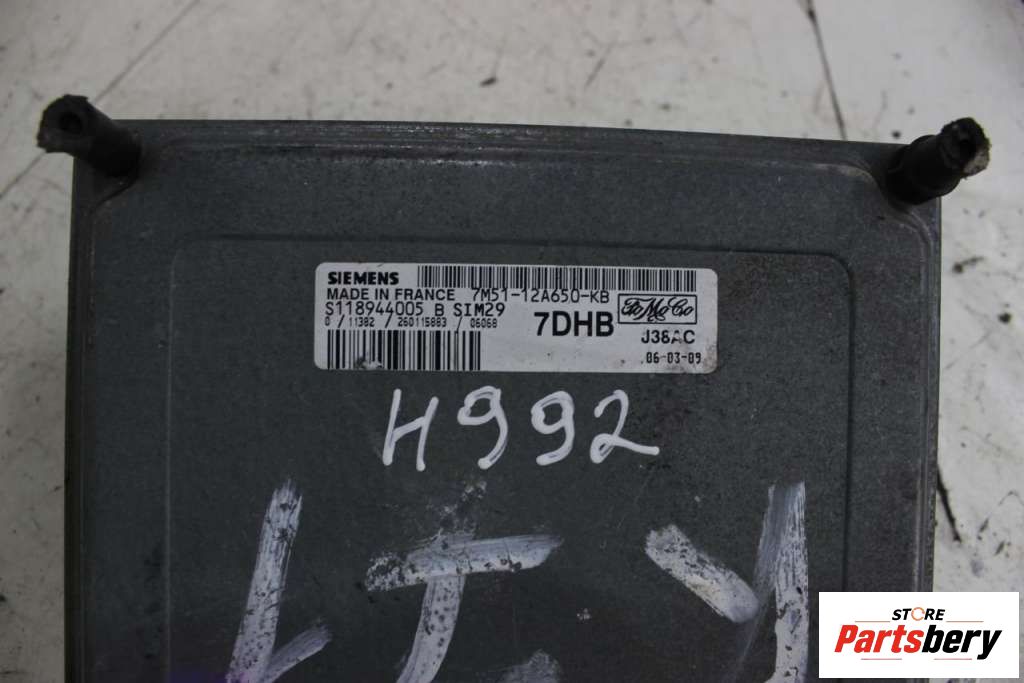 SIEMENS
MADE IN FRANCE 7M51-12A650-KB
S118944005 B SIM29
0 / 11382 / 260115883 / 06068
7DHB
FoMoCo
J38AC
06-03-09
H992
STORE
Partsbery